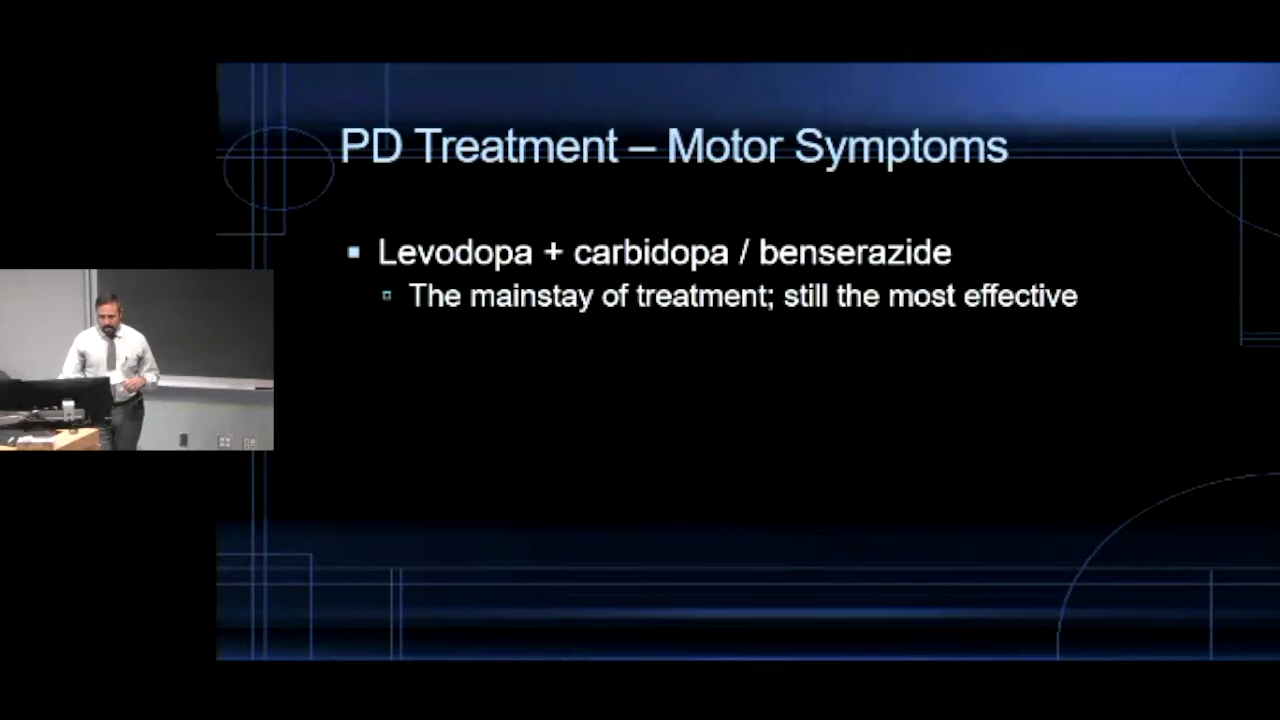 PD Treatment – Motor Symptoms
Levodopa + carbidopa / benserazide
The mainstay of treatment; still the most effective